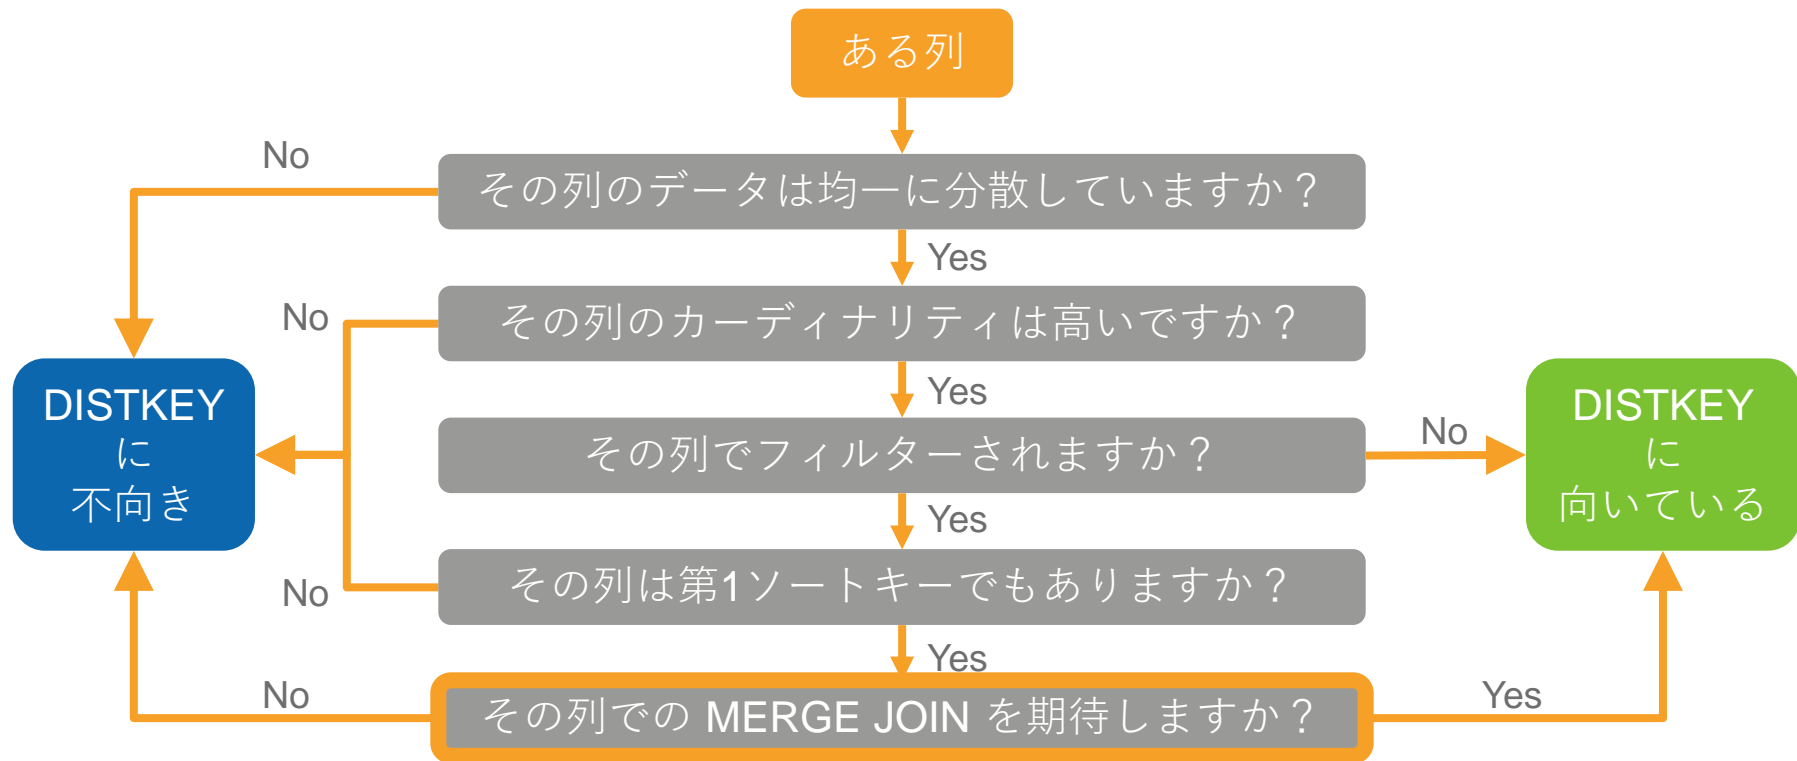 ある列
No
その列のデータは均一に分散していますか？
Yes
No
その列のカーディナリティは高いですか？
Yes
DISTKEY
に
不向き
その列でフィルターされますか？
No
DISTKEY
に
向いている
Yes
No
その列は第1ソートキーでもありますか？
Yes
No
その列での MERGE JOIN を期待しますか？
Yes